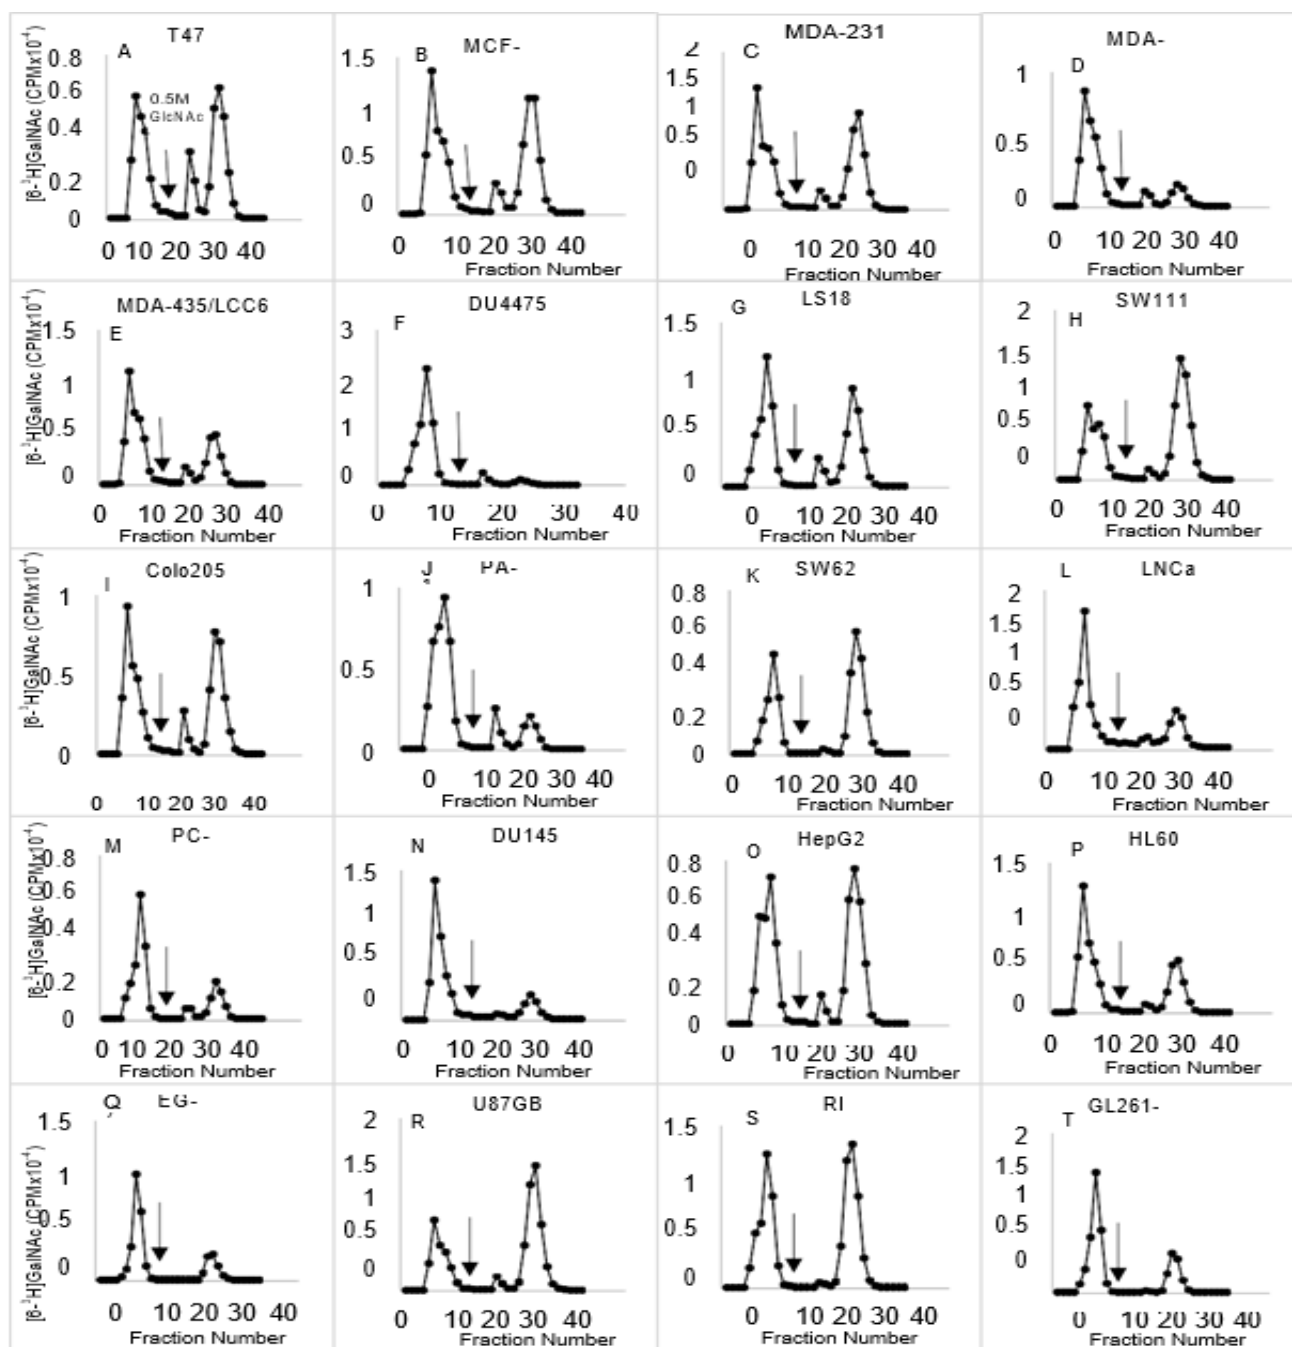 T47
A
0.5M
GlcNAc
[6-³H]GalNAc (CPMx10⁻⁴)
0.8
0.6
0.4
0.2
0
0 10 20 30 40
MCF-
B
1.5
1
0.5
0
0 10 20 30 40
Fraction Number
MDA-231
C
2
1.5
1
0.5
0
0 10 20 30 40
Fraction Number
MDA-
D
1
0
0 10 20 30 40
Fraction Number
MDA-435/LCC6
E
[6-³H]GalNAc (CPMx10⁻⁴)
1.5
1
0.5
0
0 10 20 30 40
Fraction Number
DU4475
F
3
2
1
0
0 10 20 30 40
Fraction Number
LS18
G
1.5
1
0.5
0
0 10 20 30 40
Fraction Number
SW111
H
2
1.5
1
0.5
0
0 10 20 30 40
Fraction Number
Colo205
I
[6-³H]GalNAc (CPMx10⁻⁴)
1
0.5
0
0 10 20 30 40
PA-
J
1
0.5
0
0 10 20 30 40
Fraction Number
SW62
K
0.8
0.6
0.4
0.2
0
0 10 20 30 40
Fraction Number
LNCa
L
2
1.5
1
0.5
0
0 10 20 30 40
Fraction Number
PC-
M
[6-³H]GalNAc (CPMx10⁻⁴)
0.8
0.6
0.4
0.2
0
0 10 20 30 40
Fraction Number
DU145
N
1.5
1
0.5
0
0 10 20 30 40
Fraction Number
HepG2
O
0.8
0.6
0.4
0.2
0
0 10 20 30 40
Fraction Number
HL60
P
1.5
1
0.5
0
0 10 20 30 40
Fraction Number
EG-
Q
[6-³H]GalNAc (CPMx10⁻⁴)
1.5
1
0.5
0
0 10 20 30 40
Fraction Number
U87GB
R
2
1.5
1
0.5
0
0 10 20 30 40
Fraction Number
RI
S
1.5
1
0.5
0
0 10 20 30 40
Fraction Number
GL261-
T
2
1.5
1
0.5
0
0 10 20 30 40
Fraction Number